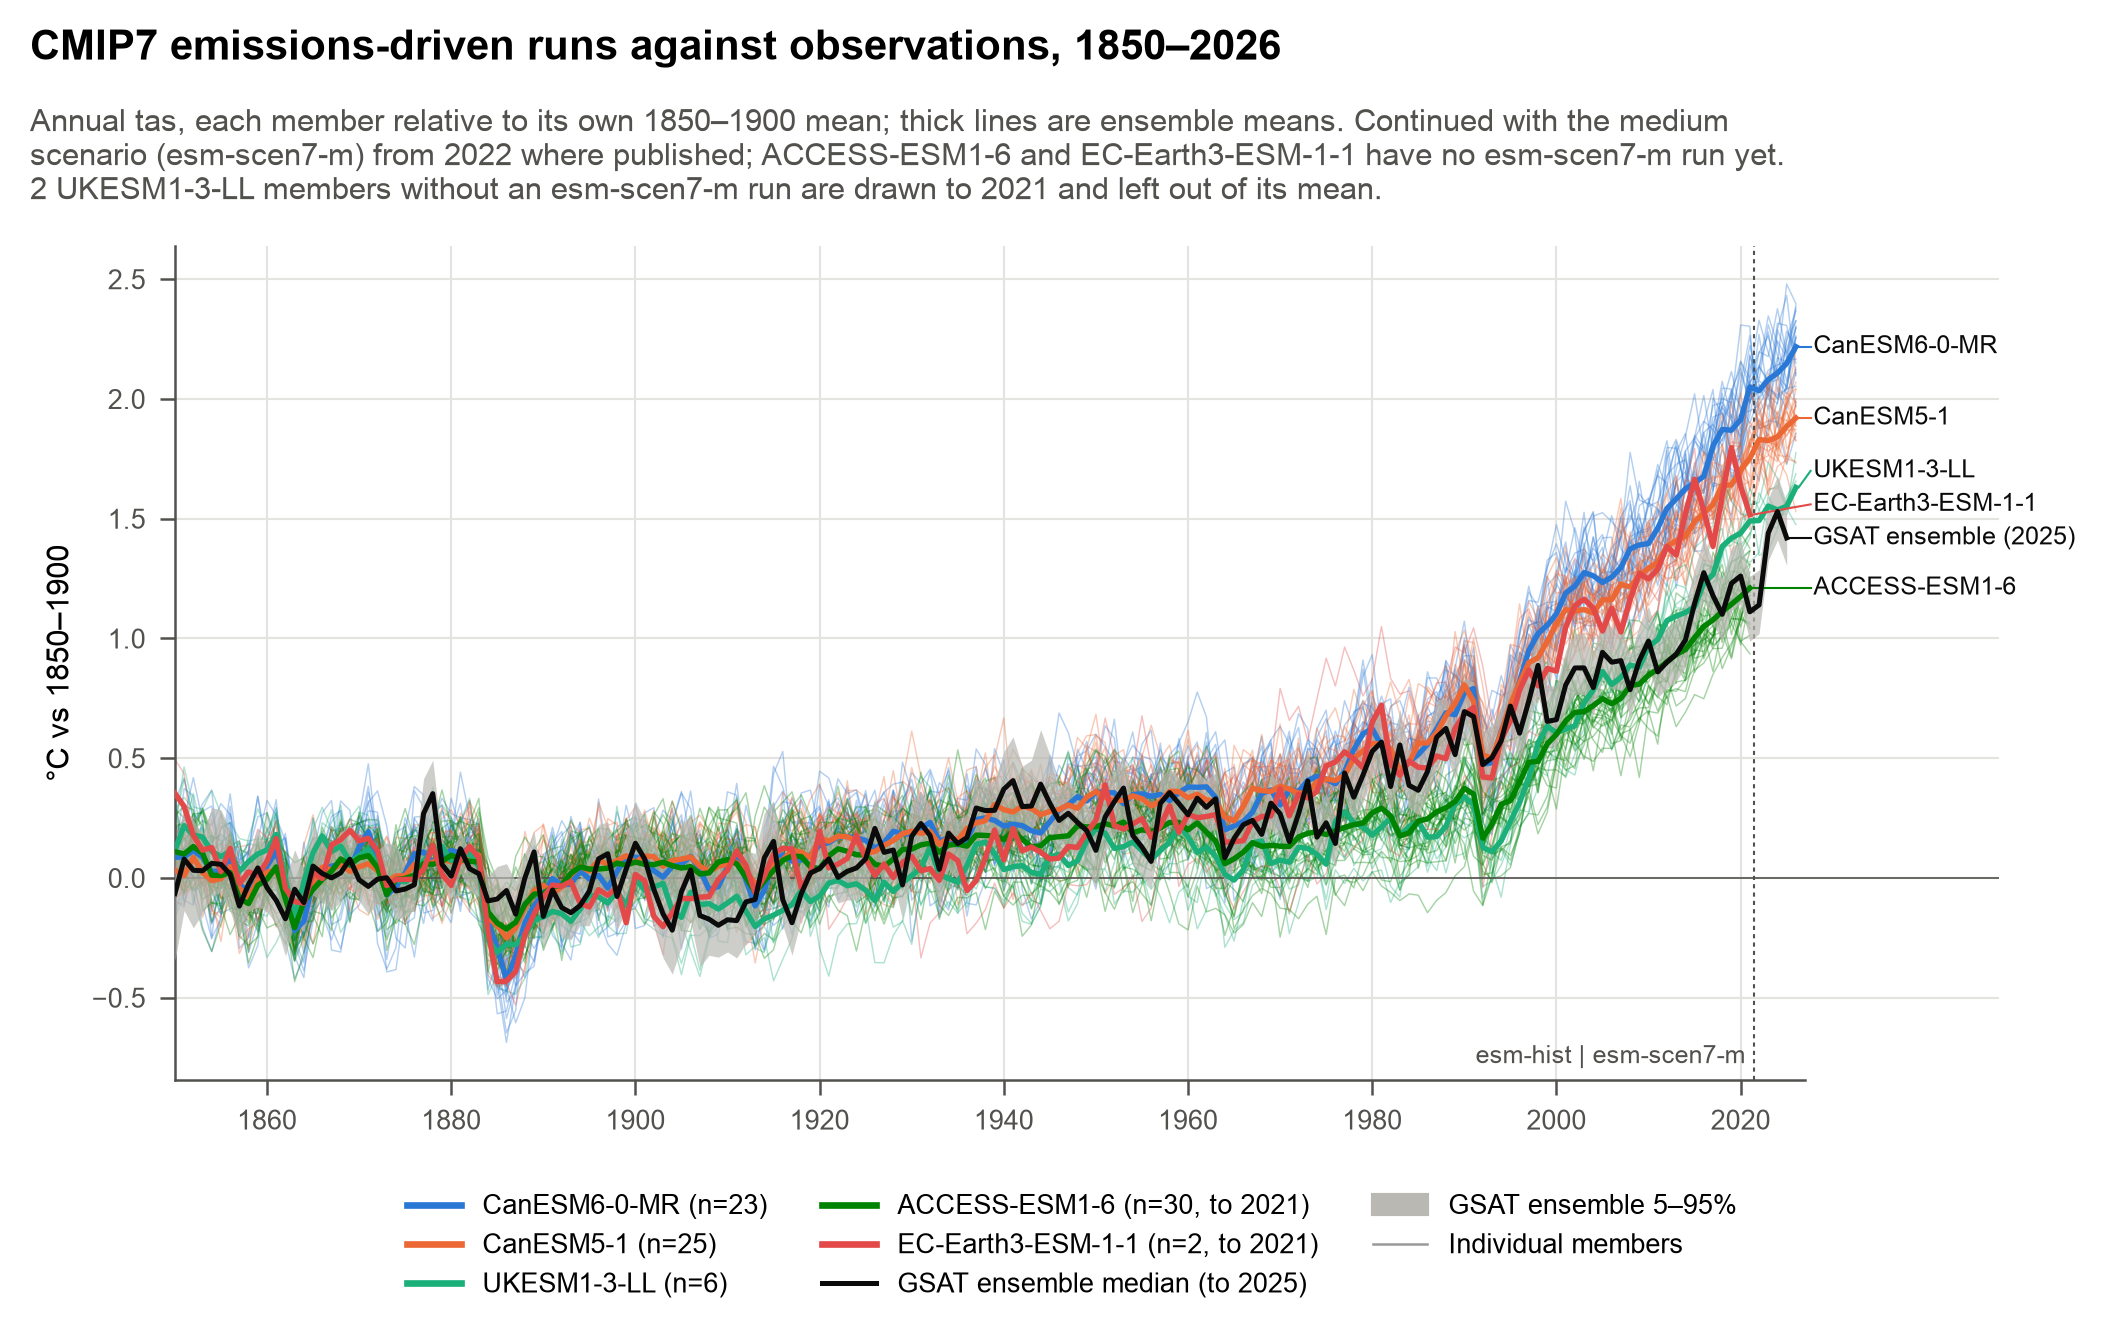 CMIP7 emissions-driven runs against observations, 1850–2026
Annual tas, each member relative to its own 1850–1900 mean; thick lines are ensemble means. Continued with the medium
scenario (esm-scen7-m) from 2022 where published; ACCESS-ESM1-6 and EC-Earth3-ESM-1-1 have no esm-scen7-m run yet.
2 UKESM1-3-LL members without an esm-scen7-m run are drawn to 2021 and left out of its mean.
°C vs 1850–1900
2.5
2.0
1.5
1.0
0.5
0.0
−0.5
CanESM6-0-MR
CanESM5-1
UKESM1-3-LL
EC-Earth3-ESM-1-1
GSAT ensemble (2025)
ACCESS-ESM1-6
esm-hist | esm-scen7-m
1860
1880
1900
1920
1940
1960
1980
2000
2020
CanESM6-0-MR (n=23)
CanESM5-1 (n=25)
UKESM1-3-LL (n=6)
ACCESS-ESM1-6 (n=30, to 2021)
EC-Earth3-ESM-1-1 (n=2, to 2021)
GSAT ensemble median (to 2025)
GSAT ensemble 5–95%
Individual members